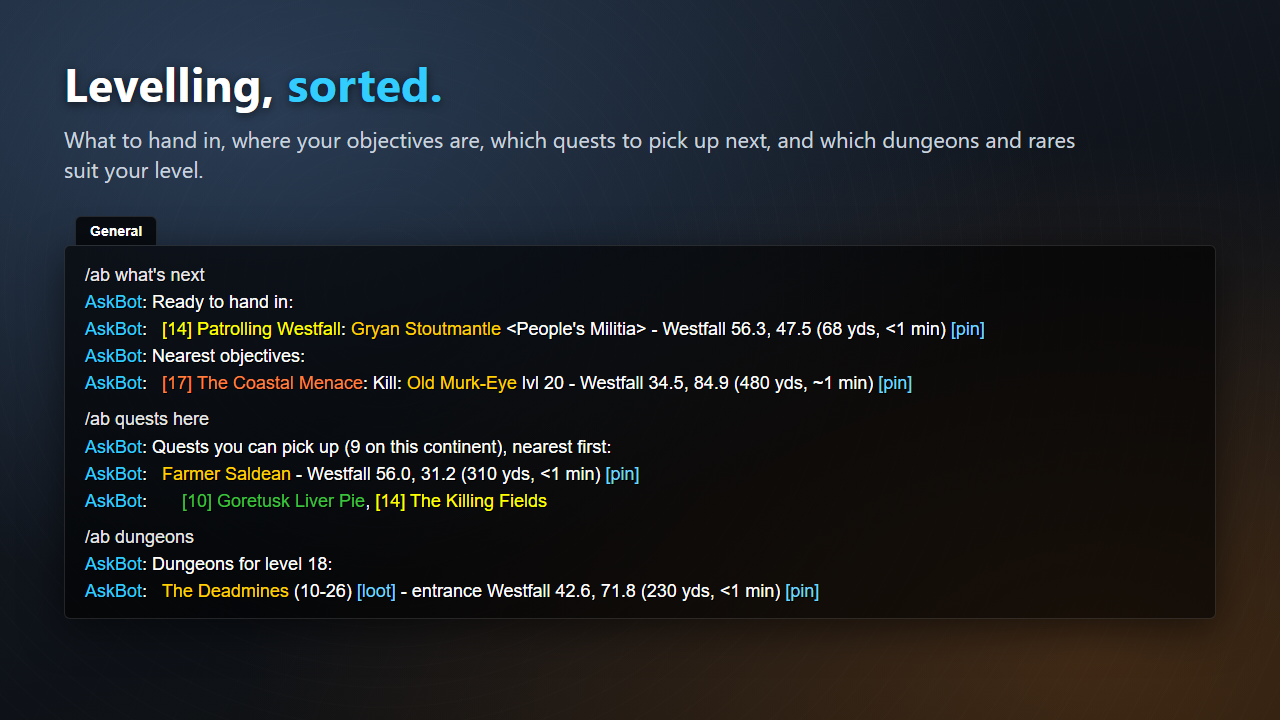 Levelling, sorted.
What to hand in, where your objectives are, which quests to pick up next, and which dungeons and rares
suit your level.
General
/ab what's next
AskBot: Ready to hand in:
AskBot: [14] Patrolling Westfall: Gryan Stoutmantle <People's Militia> - Westfall 56.3, 47.5 (68 yds, <1 min) [pin]
AskBot: Nearest objectives:
AskBot: [17] The Coastal Menace: Kill: Old Murk-Eye lvl 20 - Westfall 34.5, 84.9 (480 yds, ~1 min) [pin]
/ab quests here
AskBot: Quests you can pick up (9 on this continent), nearest first:
AskBot: Farmer Saldean - Westfall 56.0, 31.2 (310 yds, <1 min) [pin]
AskBot: [10] Goretusk Liver Pie, [14] The Killing Fields
/ab dungeons
AskBot: Dungeons for level 18:
AskBot: The Deadmines (10-26) [loot] - entrance Westfall 42.6, 71.8 (230 yds, <1 min) [pin]